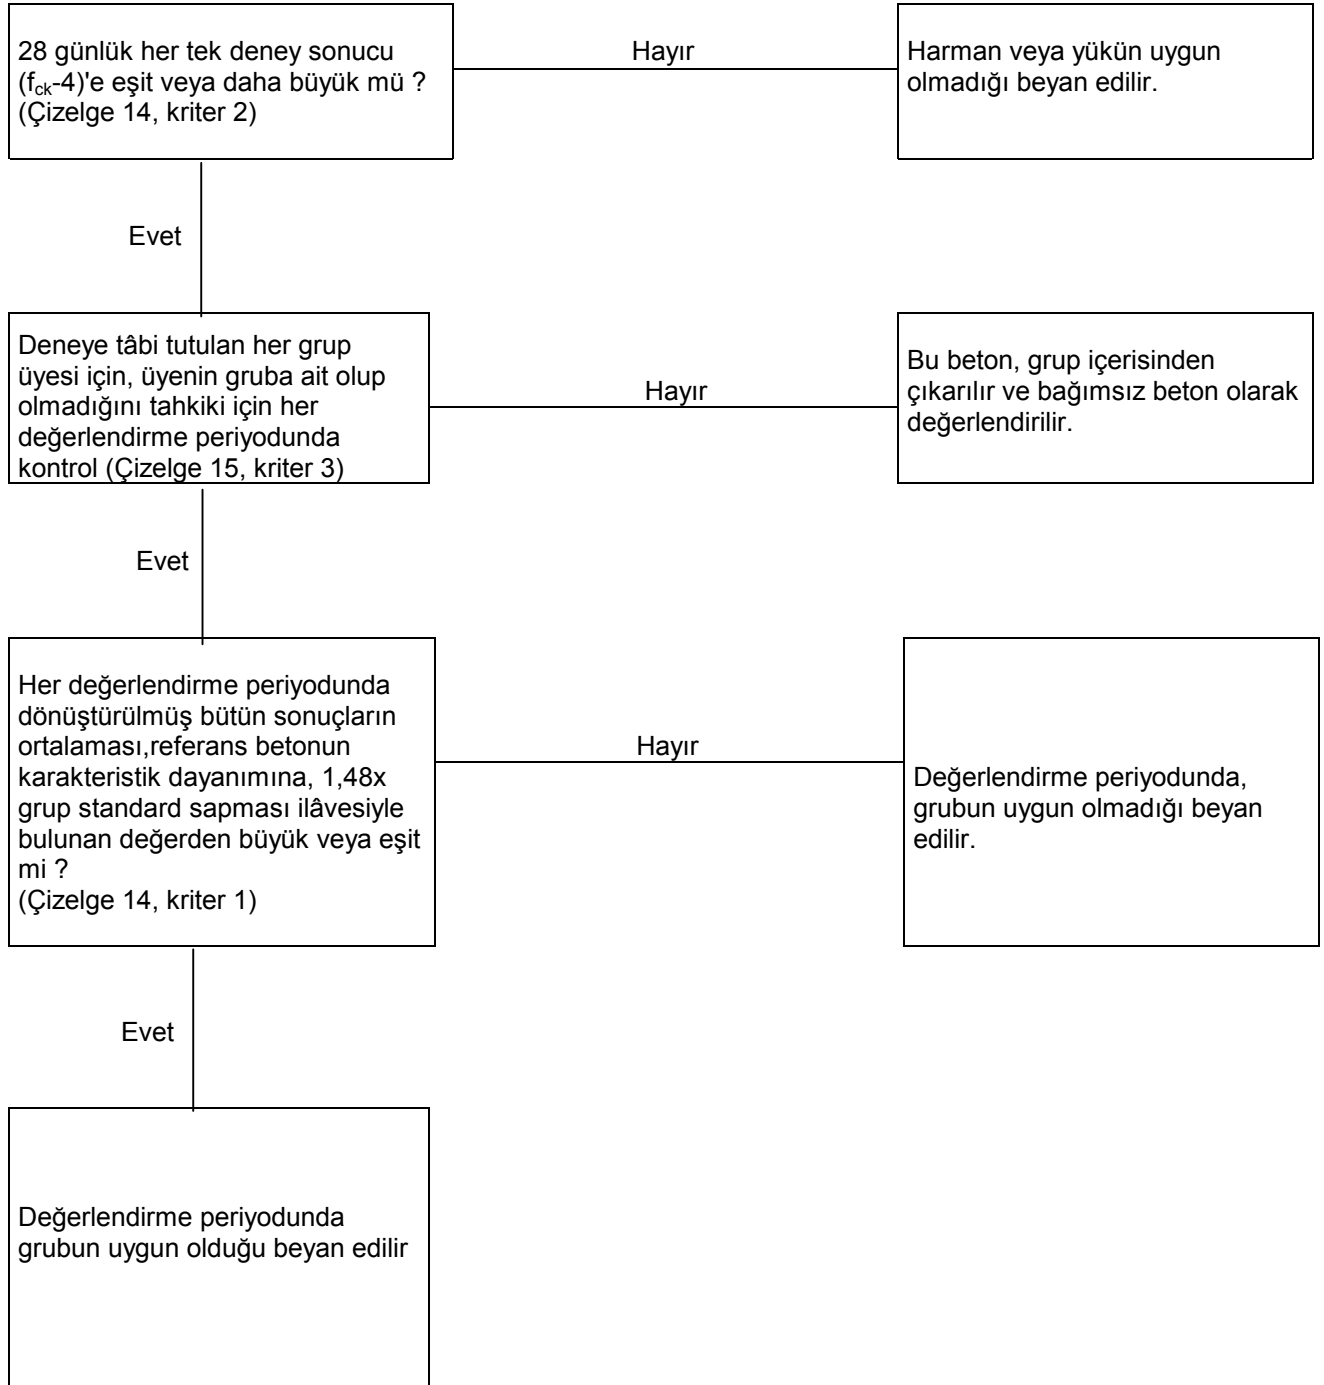 28 günlük her tek deney sonucu
(fck-4)'e eşit veya daha büyük mü ?
(Çizelge 14, kriter 2)
Hayır
Harman veya yükün uygun
olmadığı beyan edilir.
Evet
Deneye tâbi tutulan her grup
üyesi için, üyenin gruba ait olup
olmadığını tahkiki için her
değerlendirme periyodunda
kontrol (Çizelge 15, kriter 3)
Hayır
Bu beton, grup içerisinden
çıkarılır ve bağımsız beton olarak
değerlendirilir.
Evet
Her değerlendirme periyodunda
dönüştürülmüş bütün sonuçların
ortalaması,referans betonun
karakteristik dayanımına, 1,48x
grup standard sapması ilâvesiyle
bulunan değerden büyük veya eşit
mi ?
(Çizelge 14, kriter 1)
Hayır
Değerlendirme periyodunda,
grubun uygun olmadığı beyan
edilir.
Evet
Değerlendirme periyodunda
grubun uygun olduğu beyan edilir